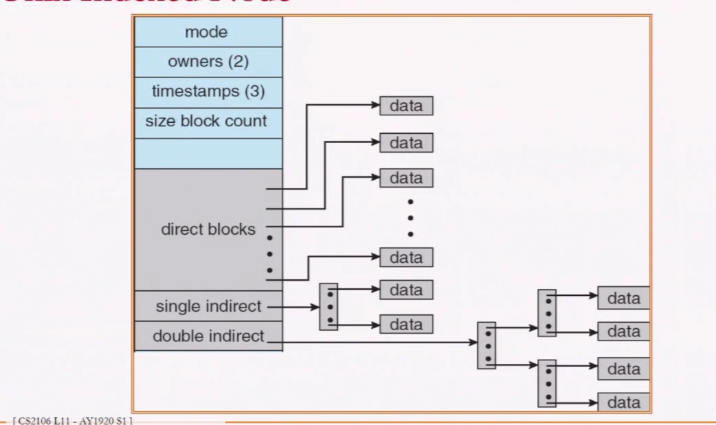 mode
owners (2)
timestamps (3)
size block count
data
data
data
direct blocks
data
data
single indirect
data
double indirect
data
data
data
data
[ CS2106 L11 - AY1920 S1 ]